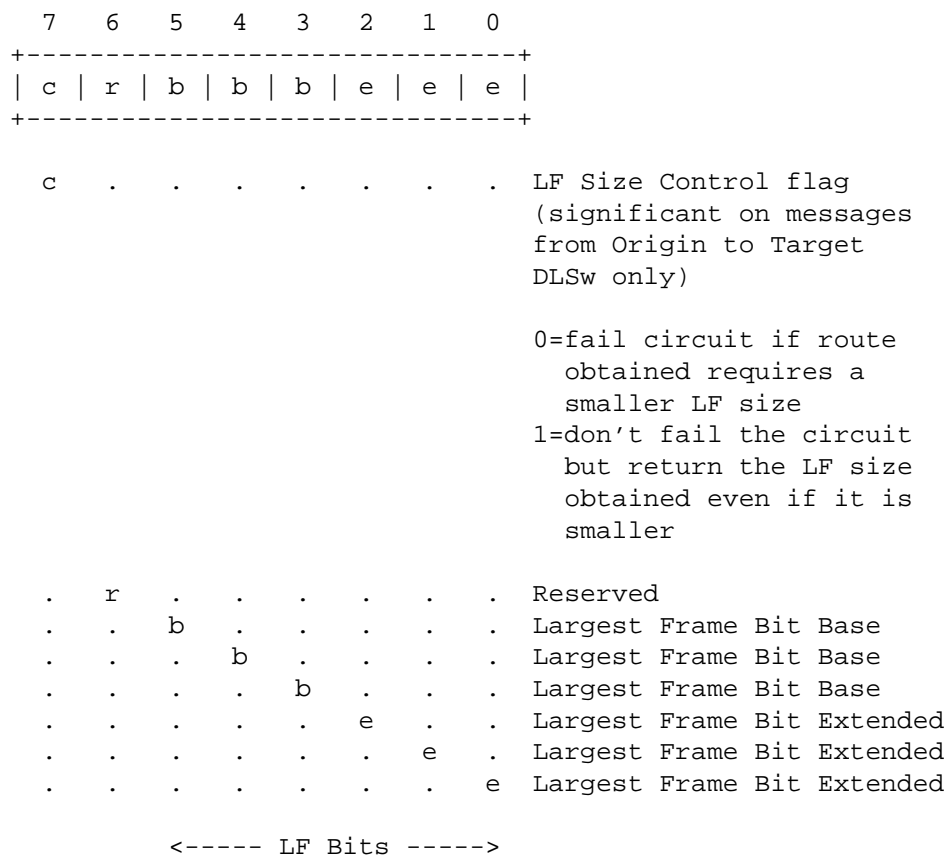 7 6 5 4 3 2 1 0
+-------------------------------+
| c | r | b | b | b | e | e | e |
+-------------------------------+
c . . . . . . . LF Size Control flag
(significant on messages
from Origin to Target
DLSw only)
0=fail circuit if route
obtained requires a
smaller LF size
1=don’t fail the circuit
but return the LF size
obtained even if it is
smaller
. r . . . . . . Reserved
. . b . . . . . Largest Frame Bit Base
. . . b . . . . Largest Frame Bit Base
. . . . b . . . Largest Frame Bit Base
. . . . . e . . Largest Frame Bit Extended
. . . . . . e . Largest Frame Bit Extended
. . . . . . . e Largest Frame Bit Extended
<----- LF Bits ----->